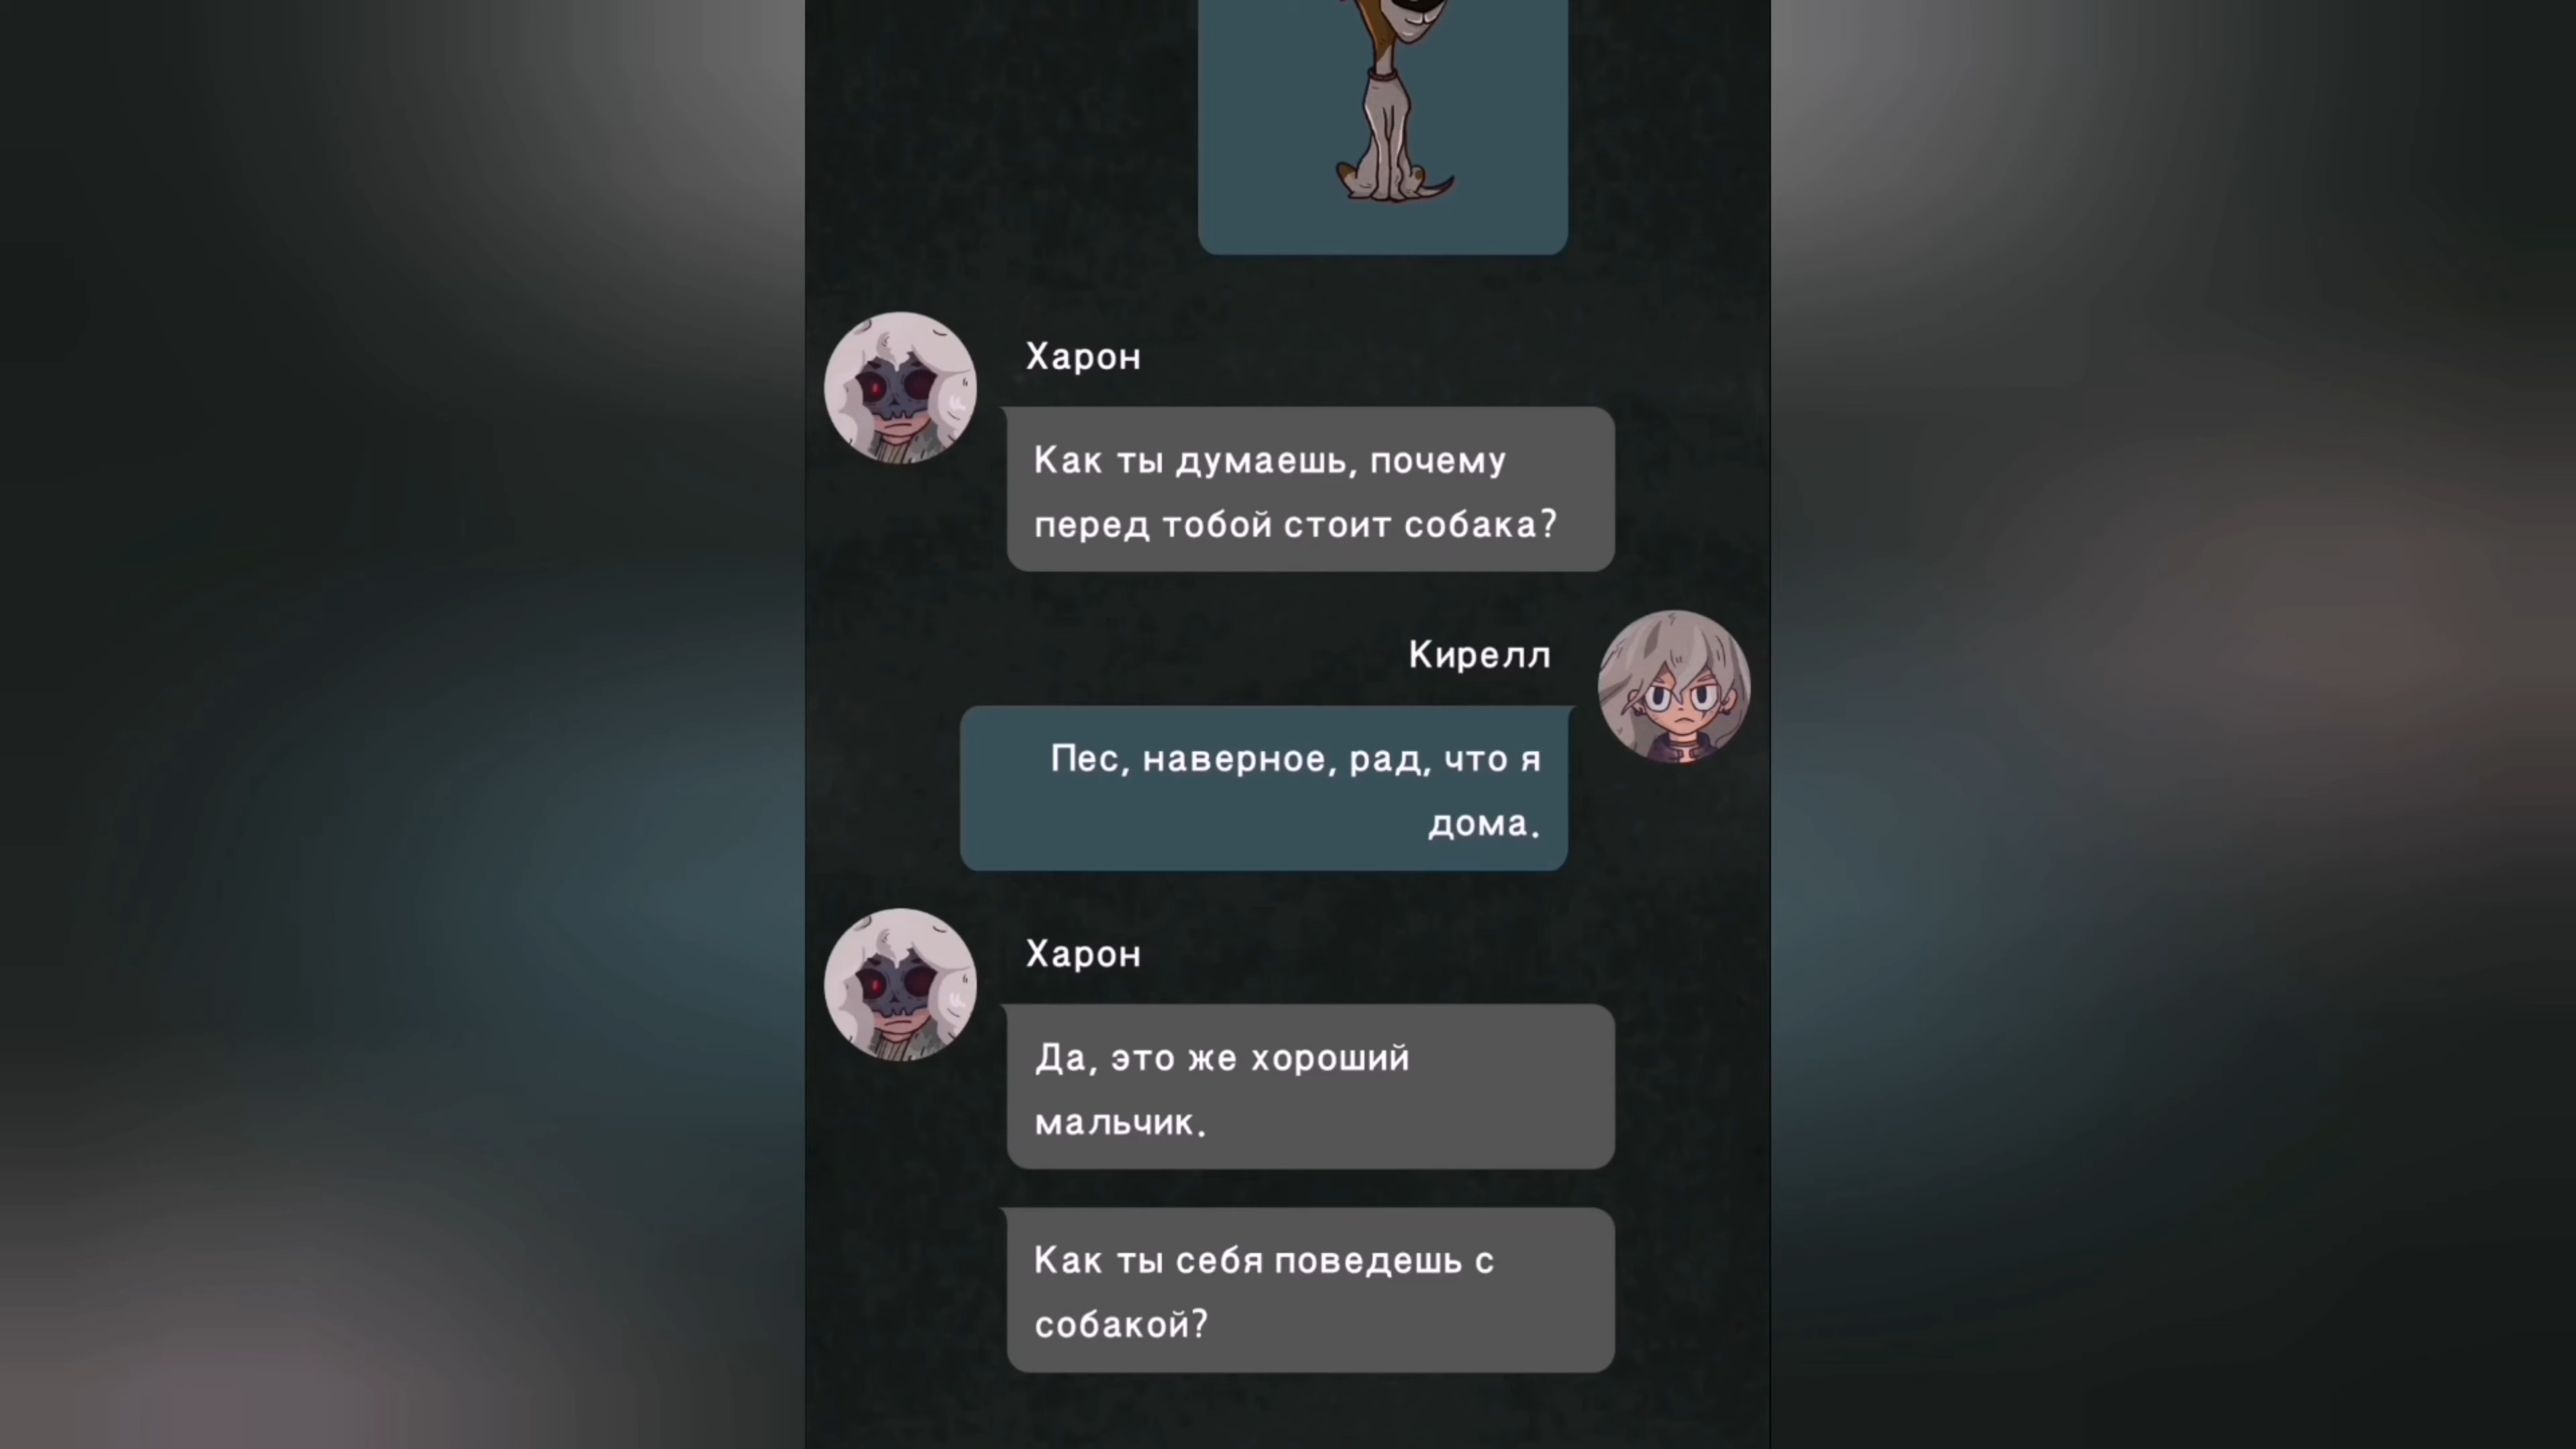 Харон
Как ты думаешь, почему
перед тобой стоит собака?
Кирелл
Пес, наверное, рад, что я
дома.
Харон
Да, это же хороший
мальчик.
Как ты себя поведешь с
собакой?